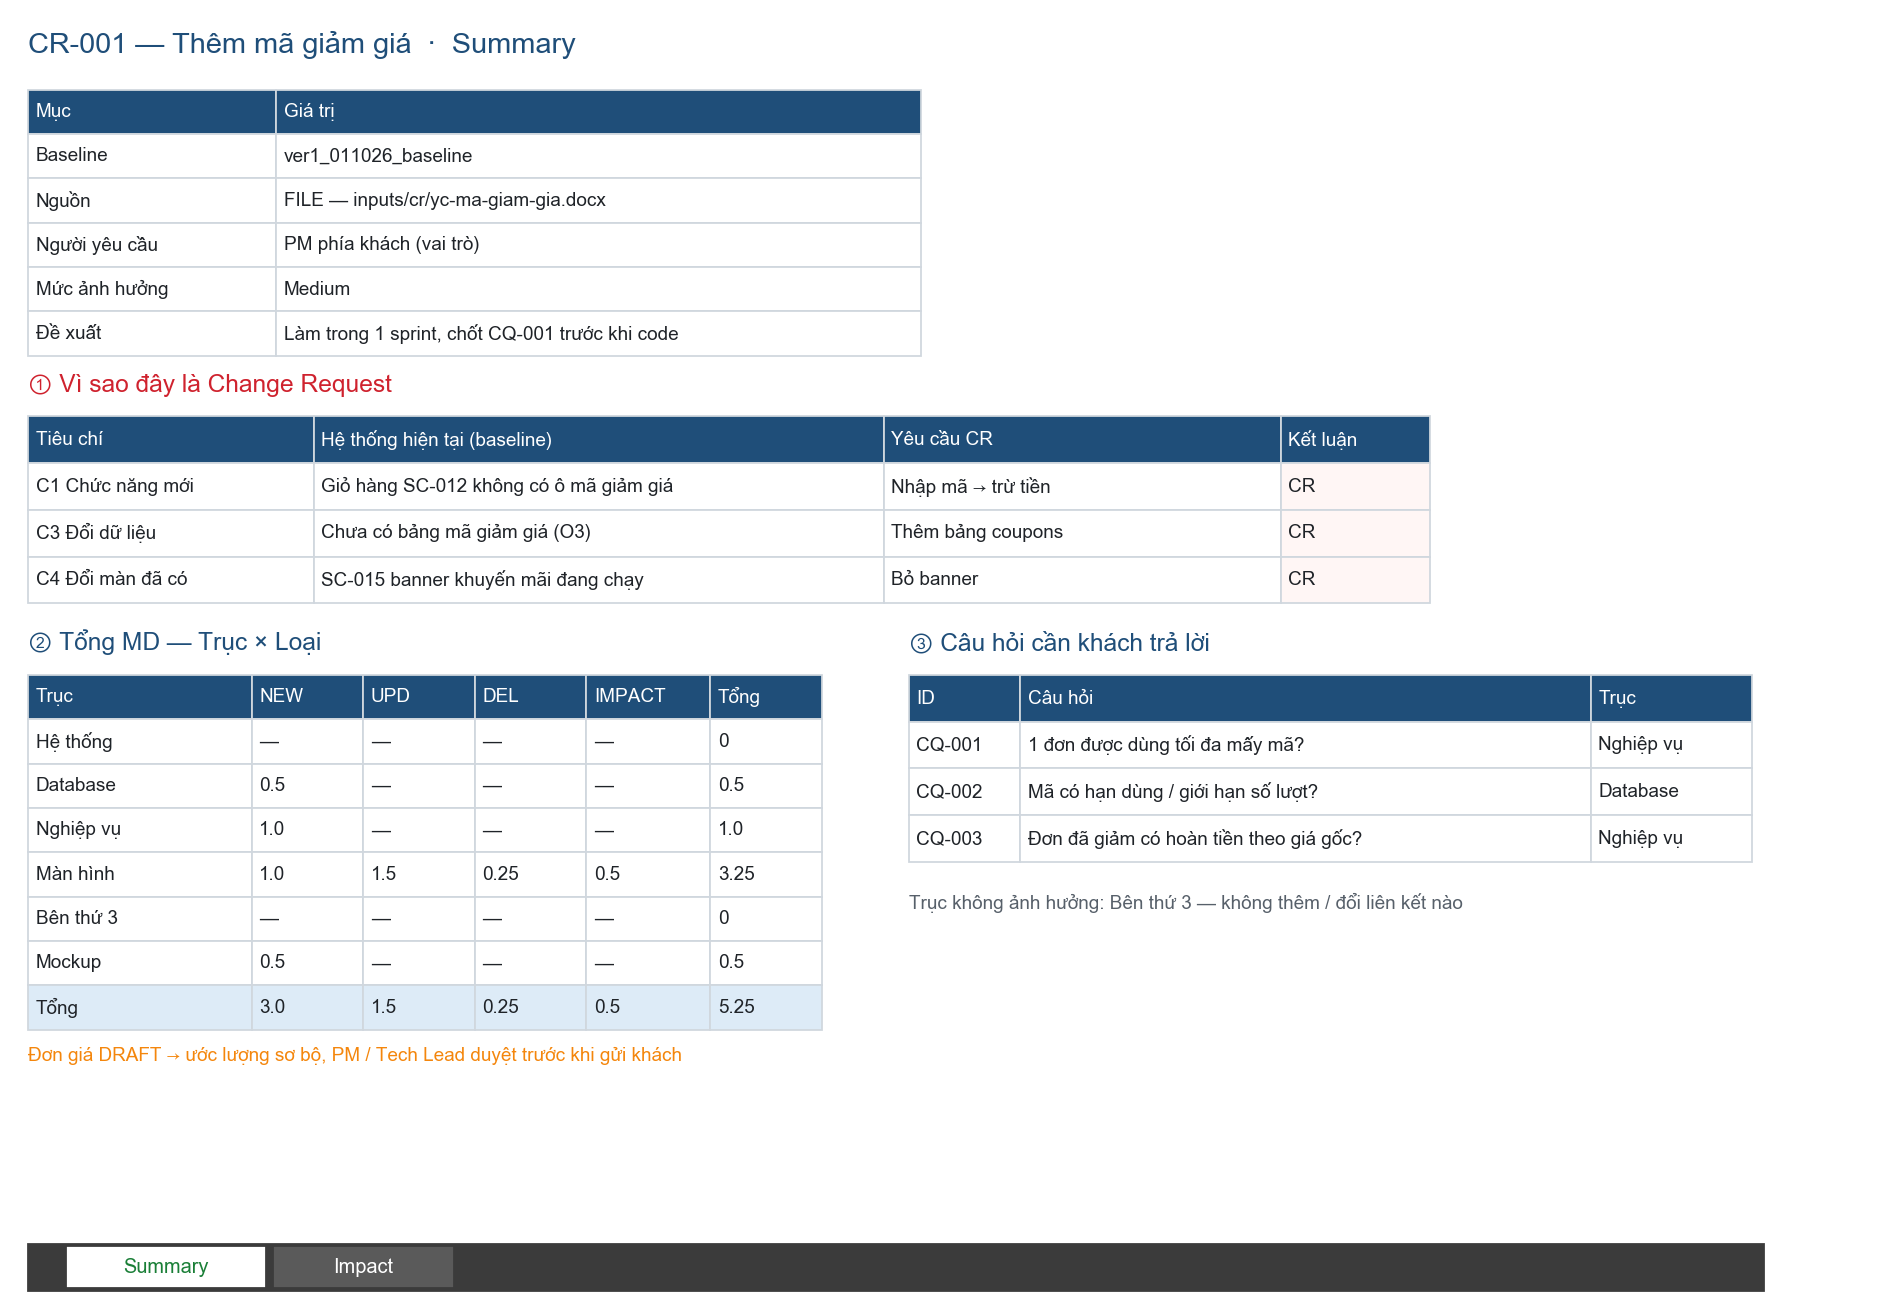 CR-001 — Thêm mã giảm giá · Summary
Mục Giá trị
Baseline ver1_011026_baseline
Nguồn FILE — inputs/cr/yc-ma-giam-gia.docx
Người yêu cầu PM phía khách (vai trò)
Mức ảnh hưởng Medium
Đề xuất Làm trong 1 sprint, chốt CQ-001 trước khi code
① Vì sao đây là Change Request
Tiêu chí Hệ thống hiện tại (baseline) Yêu cầu CR Kết luận
C1 Chức năng mới Giỏ hàng SC-012 không có ô mã giảm giá Nhập mã → trừ tiền CR
C3 Đổi dữ liệu Chưa có bảng mã giảm giá (O3) Thêm bảng coupons CR
C4 Đổi màn đã có SC-015 banner khuyến mãi đang chạy Bỏ banner CR
② Tổng MD — Trục × Loại
Trục NEW UPD DEL IMPACT Tổng
Hệ thống — — — — 0
Database 0.5 — — — 0.5
Nghiệp vụ 1.0 — — — 1.0
Màn hình 1.0 1.5 0.25 0.5 3.25
Bên thứ 3 — — — — 0
Mockup 0.5 — — — 0.5
Tổng 3.0 1.5 0.25 0.5 5.25
Đơn giá DRAFT → ước lượng sơ bộ, PM / Tech Lead duyệt trước khi gửi khách
③ Câu hỏi cần khách trả lời
ID Câu hỏi Trục
CQ-001 1 đơn được dùng tối đa mấy mã? Nghiệp vụ
CQ-002 Mã có hạn dùng / giới hạn số lượt? Database
CQ-003 Đơn đã giảm có hoàn tiền theo giá gốc? Nghiệp vụ
Trục không ảnh hưởng: Bên thứ 3 — không thêm / đổi liên kết nào
Summary Impact